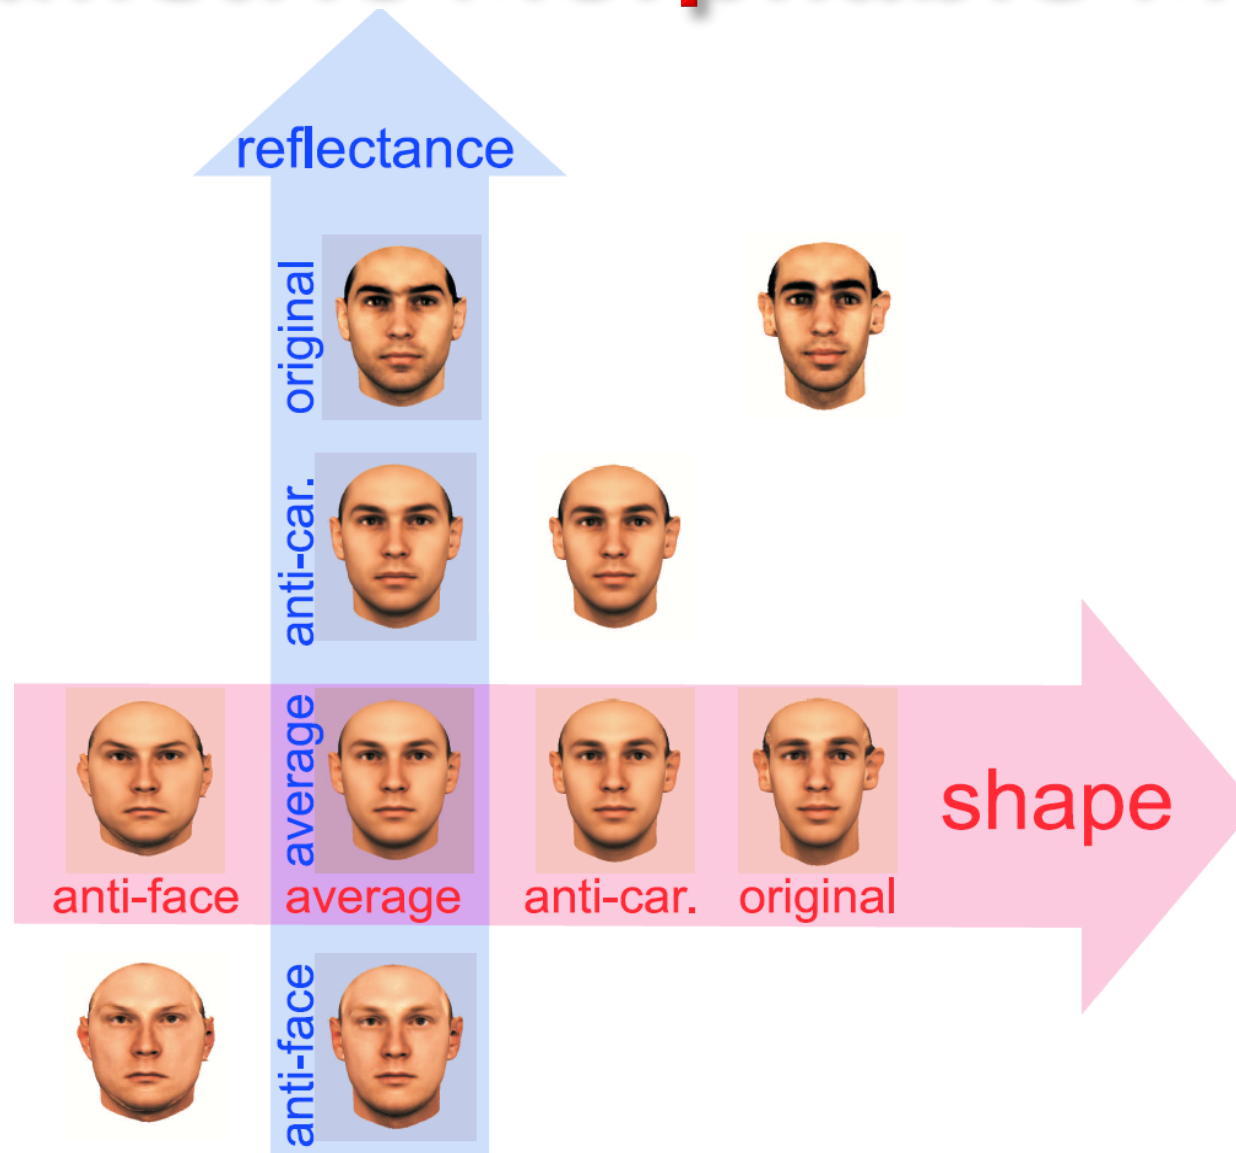 reflectance
original
anti-car.
average
shape
anti-face
average
anti-car.
original
anti-face